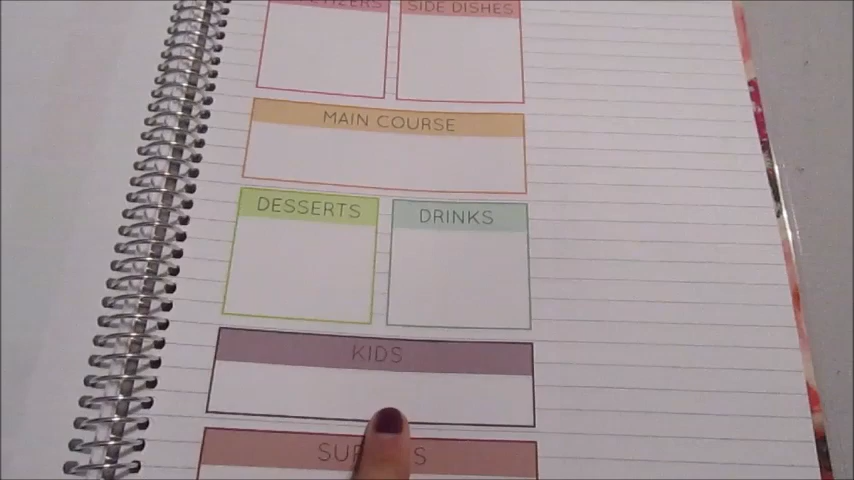 SIDE DISHES
MAIN COURSE
DESSERTS
DRINKS
KIDS